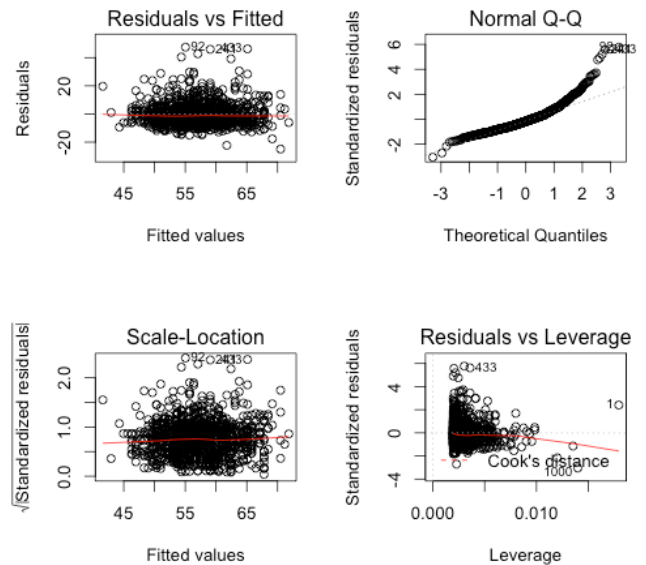 Residuals vs Fitted
Residuals
20
-20
92
433
45 55 65
Fitted values
Normal Q-Q
Standardized residuals
6
4
2
-2
-3 -2 -1 0 1 2 3
Theoretical Quantiles
Scale-Location
√|Standardized residuals|
2.0
1.0
0.0
92
433
45 55 65
Fitted values
Residuals vs Leverage
Standardized residuals
4
0
-4
433
1
Cook's distance
1000
0.000 0.010
Leverage